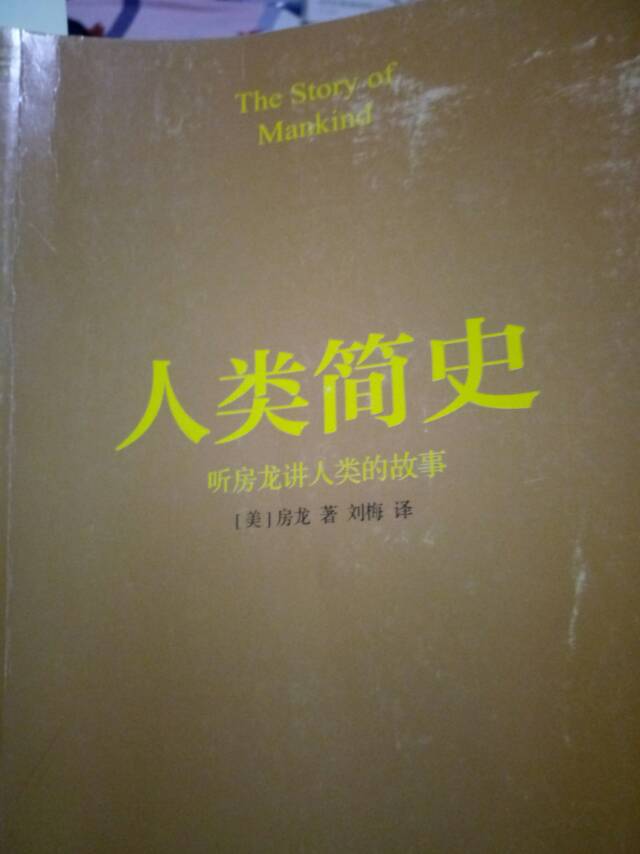 The Story of
Mankind
人类简史
听房龙讲人类的故事
[美]房龙 著 刘梅 译